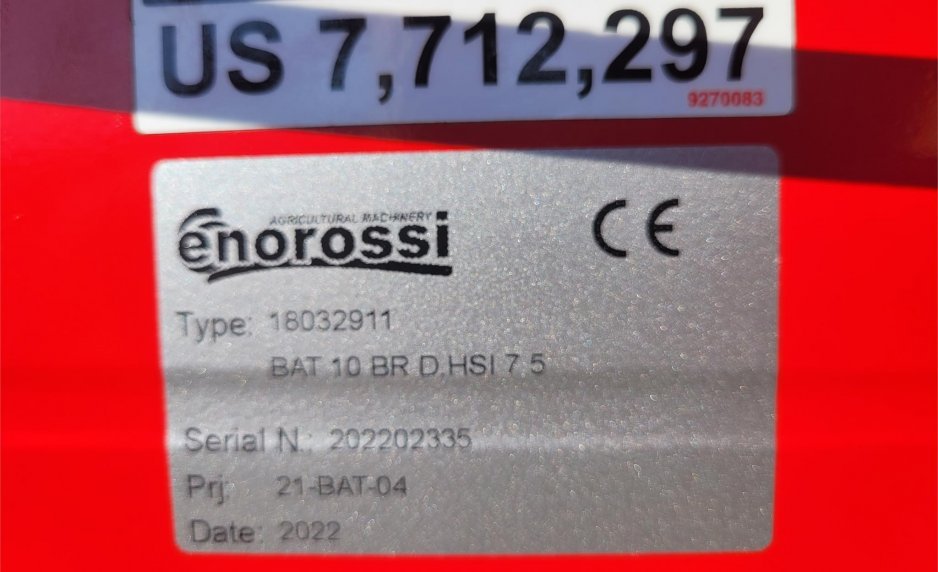 US 7,712,297
9270083
AGRICULTURAL MACHINERY
enorossi
CE
Type: 18032911
BAT 10 BR D.HSI 7,5
Serial N.: 202202335
Prj: 21-BAT-04
Date: 2022